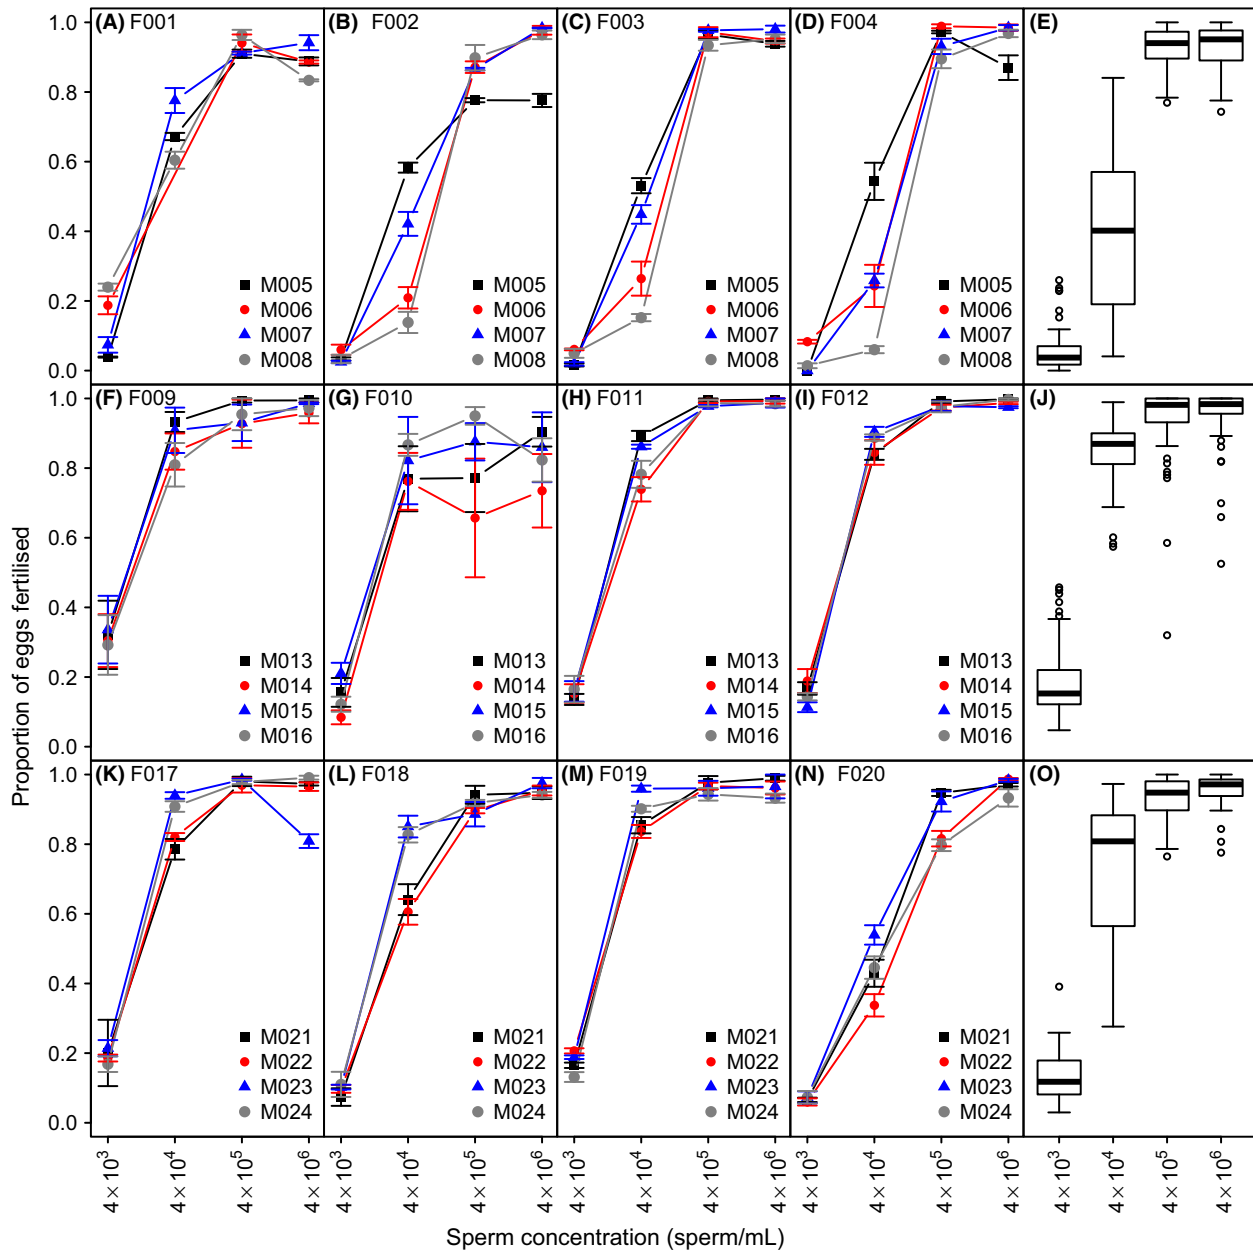 Proportion of eggs fertilised
(A) F001
(B) F002
(C) F003
(D) F004
(E)
1.0
0.8
0.6
0.4
0.2
0.0
M005
M006
M007
M008
M005
M006
M007
M008
M005
M006
M007
M008
M005
M006
M007
M008
(F) F009
(G) F010
(H) F011
(I) F012
(J)
1.0
0.8
0.6
0.4
0.2
0.0
M013
M014
M015
M016
M013
M014
M015
M016
M013
M014
M015
M016
M013
M014
M015
M016
(K) F017
(L) F018
(M) F019
(N) F020
(O)
1.0
0.8
0.6
0.4
0.2
0.0
M021
M022
M023
M024
M021
M022
M023
M024
M021
M022
M023
M024
M021
M022
M023
M024
4 × 10³
4 × 10⁴
4 × 10⁵
4 × 10⁶
4 × 10³
4 × 10⁴
4 × 10⁵
4 × 10⁶
4 × 10³
4 × 10⁴
4 × 10⁵
4 × 10⁶
4 × 10³
4 × 10⁴
4 × 10⁵
4 × 10⁶
4 × 10³
4 × 10⁴
4 × 10⁵
4 × 10⁶
Sperm concentration (sperm/mL)